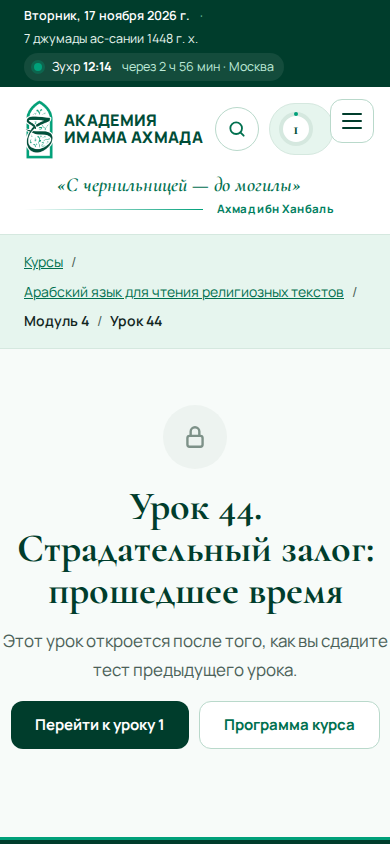 Вторник, 17 ноября 2026 г. ·
7 джумады ас-сании 1448 г. х.
Зухр 12:14 через 2 ч 56 мин · Москва
АКАДЕМИЯ
ИМАМА АХМАДА
1
«С чернильницей — до могилы»
Ахмад ибн Ханбаль
Курсы /
Арабский язык для чтения религиозных текстов /
Модуль 4 / Урок 44
Урок 44.
Страдательный залог:
прошедшее время
Этот урок откроется после того, как вы сдадите
тест предыдущего урока.
Перейти к уроку 1
Программа курса